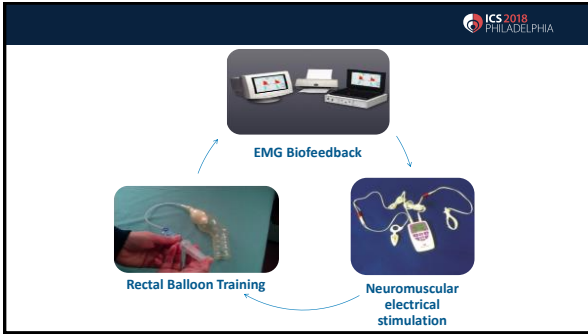 ICS 2018
PHILADELPHIA
EMG Biofeedback
Rectal Balloon Training
Neuromuscular
electrical
stimulation